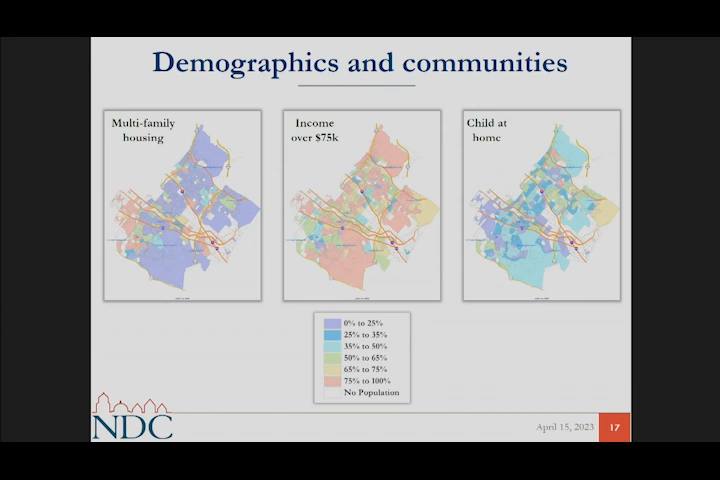 Demographics and communities
Multi-family
housing
Income
over $75k
Child at
home
0% to 25%
25% to 35%
35% to 50%
50% to 65%
65% to 75%
75% to 100%
No Population
NDC
April 15, 2023
17